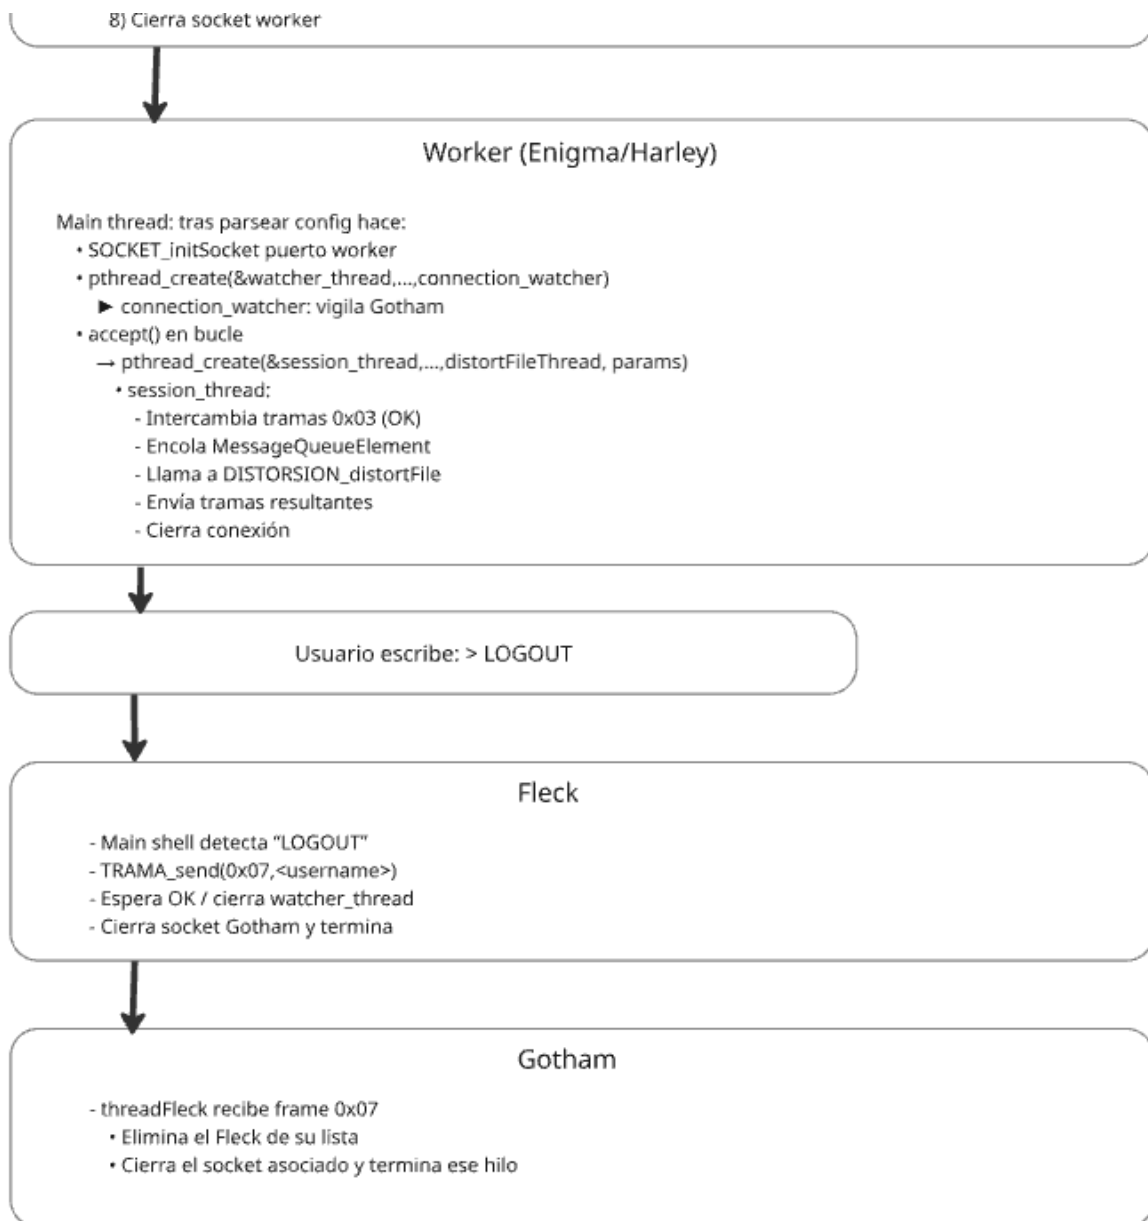 8) Cierra socket worker
Worker (Enigma/Harley)
Main thread: tras parsear config hace:
• SOCKET_initSocket puerto worker
• pthread_create(&watcher_thread,...,connection_watcher)
► connection_watcher: vigila Gotham
• accept() en bucle
→ pthread_create(&session_thread,...,distortFileThread, params)
• session_thread:
- Intercambia tramas 0x03 (OK)
- Encola MessageQueueElement
- Llama a DISTORSION_distortFile
- Envía tramas resultantes
- Cierra conexión
Usuario escribe: > LOGOUT
Fleck
- Main shell detecta “LOGOUT”
- TRAMA_send(0x07,<username>)
- Espera OK / cierra watcher_thread
- Cierra socket Gotham y termina
Gotham
- threadFleck recibe frame 0x07
• Elimina el Fleck de su lista
• Cierra el socket asociado y termina ese hilo